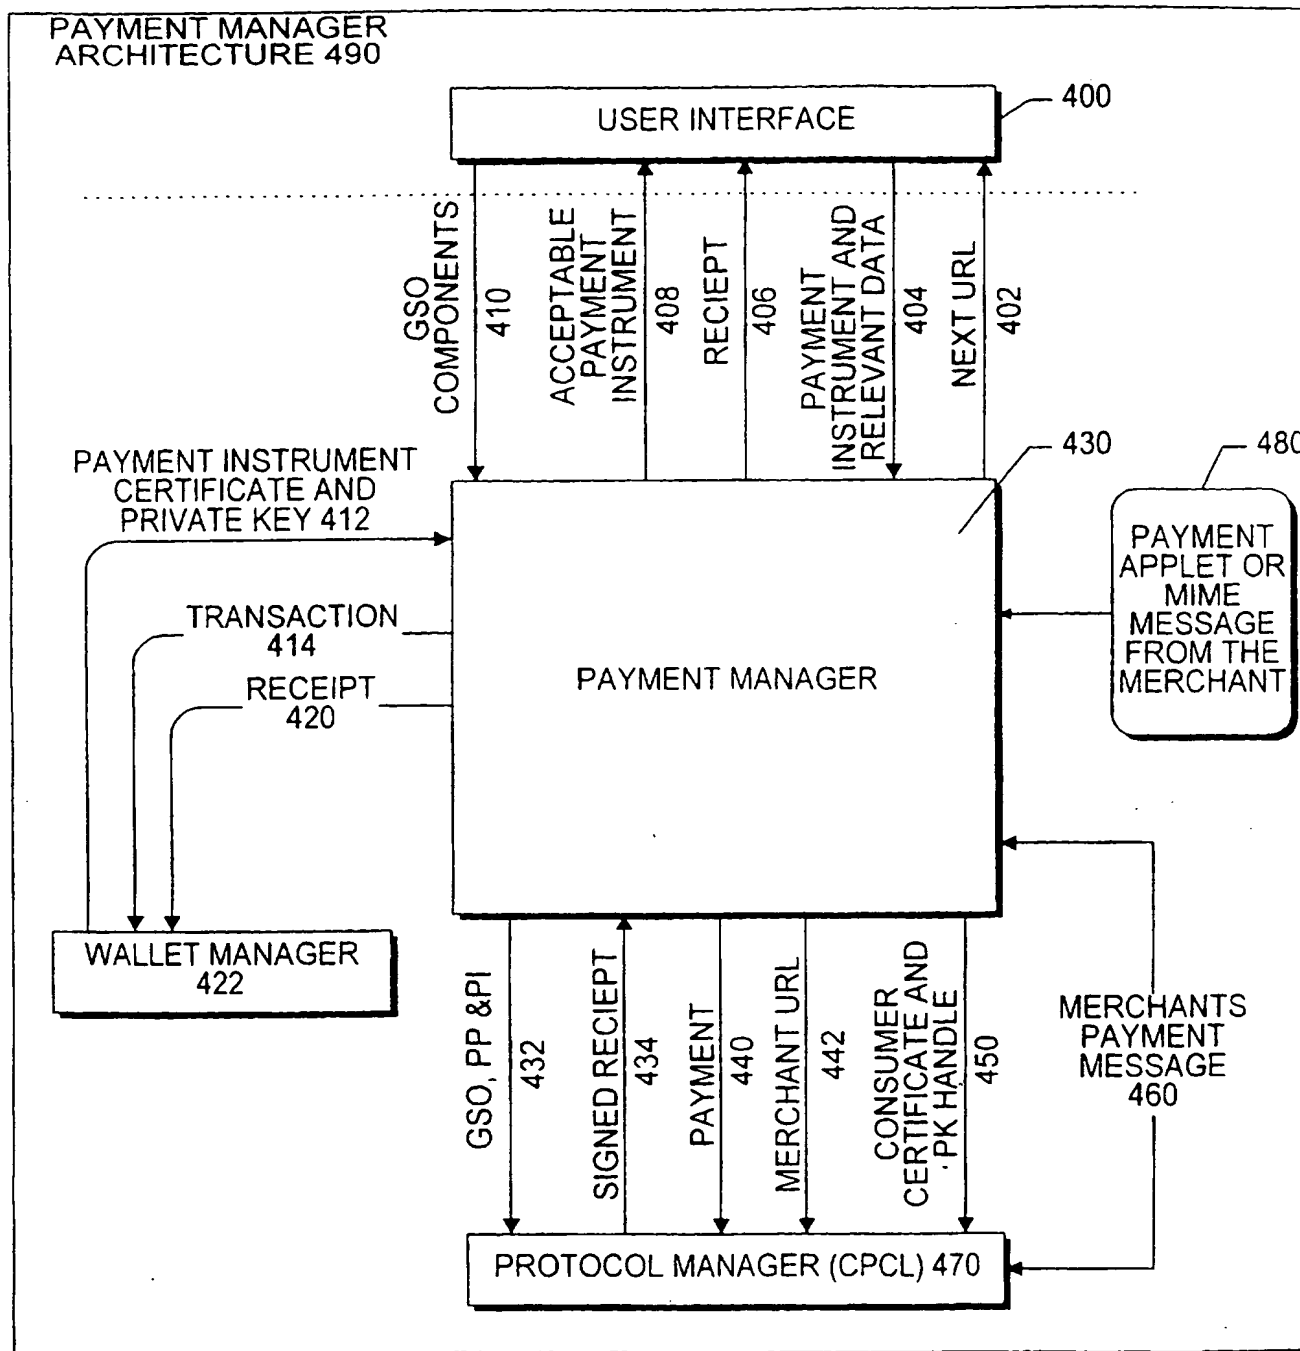 PAYMENT MANAGER
ARCHITECTURE 490
USER INTERFACE
400
GSO
COMPONENTS
410
ACCEPTABLE
PAYMENT
INSTRUMENT
408
RECIEPT
406
PAYMENT
INSTRUMENT AND
RELEVANT DATA
404
NEXT URL
402
PAYMENT INSTRUMENT
CERTIFICATE AND
PRIVATE KEY 412
TRANSACTION
414
RECEIPT
420
430
PAYMENT MANAGER
480
PAYMENT
APPLET OR
MIME
MESSAGE
FROM THE
MERCHANT
WALLET MANAGER
422
GSO, PP &PI
432
SIGNED RECIEPT
434
PAYMENT
440
MERCHANT URL
442
CONSUMER
CERTIFICATE AND
PK HANDLE
450
MERCHANTS
PAYMENT
MESSAGE
460
PROTOCOL MANAGER (CPCL) 470